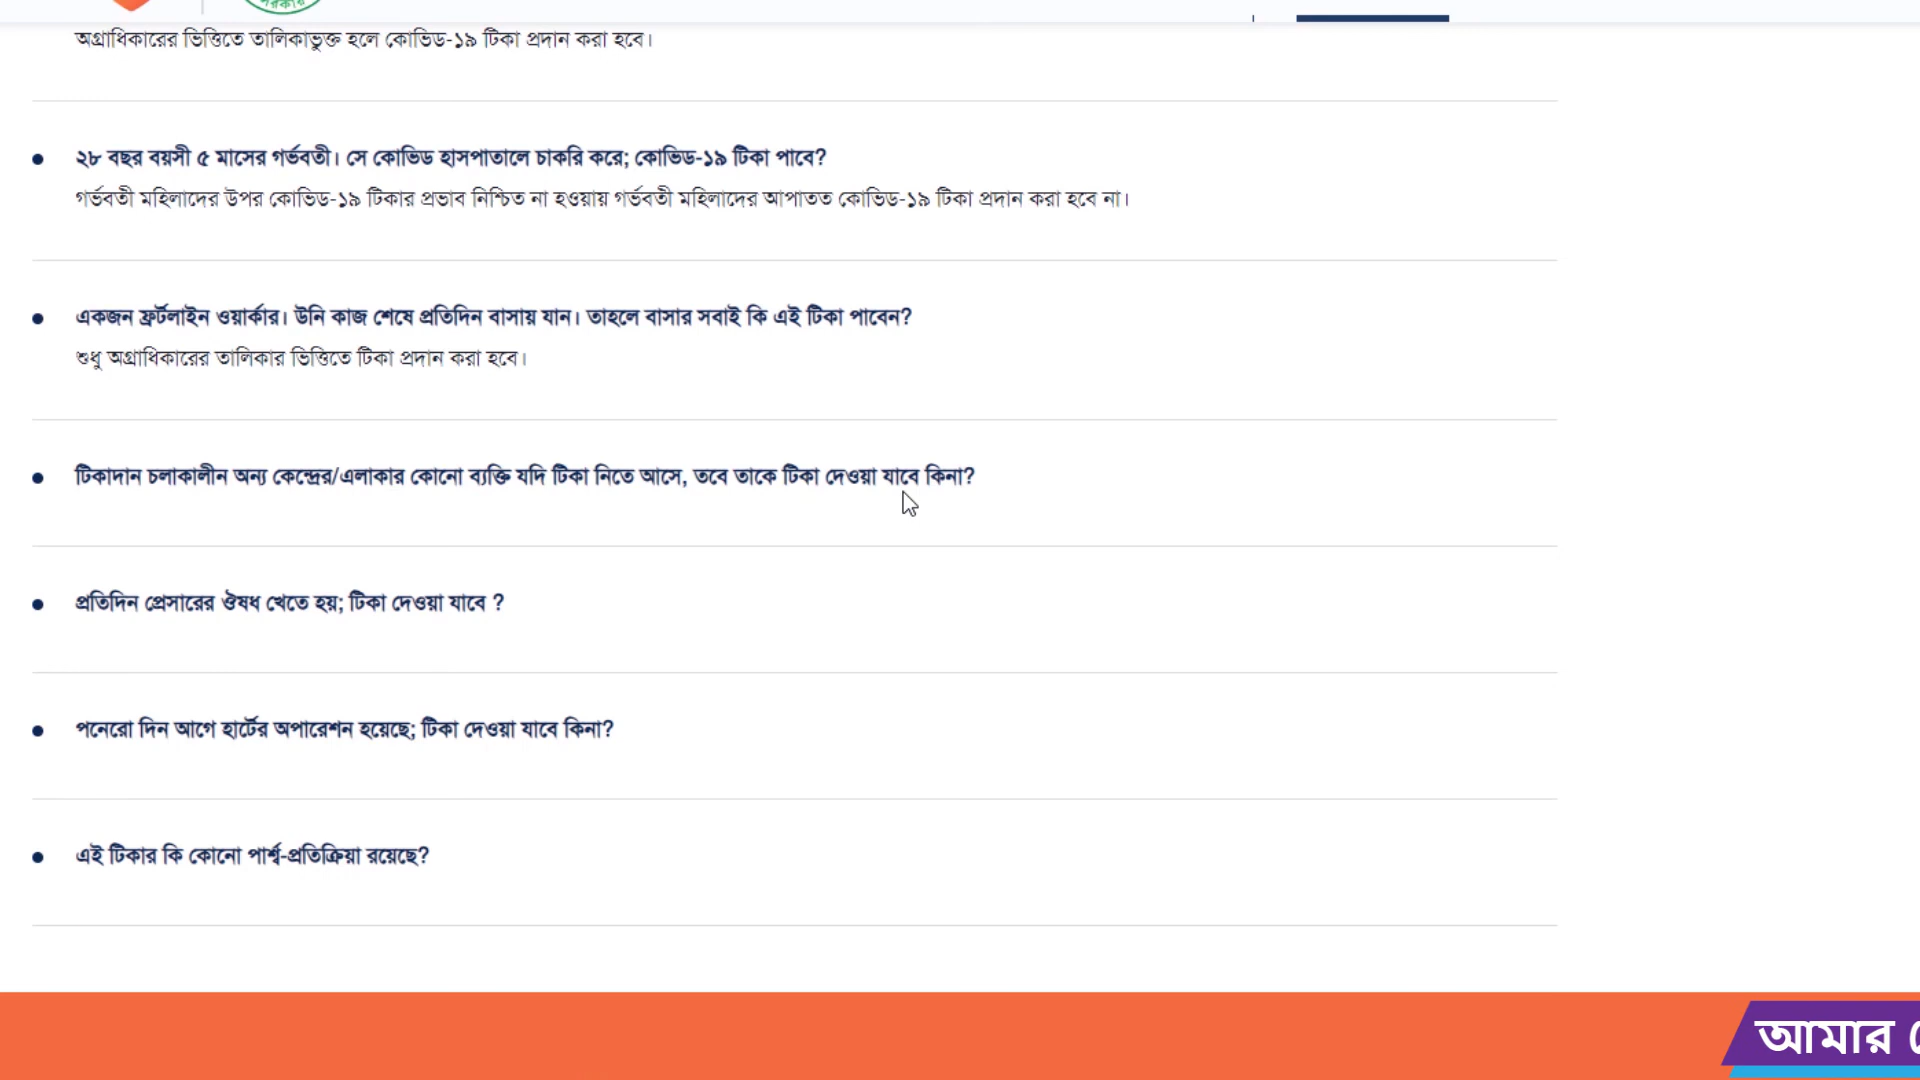 সরকার
অগ্রাধিকারের ভিত্তিতে তালিকাভুক্ত হলে কোভিড-১৯ টিকা প্রদান করা হবে।
২৮ বছর বয়সী ৫ মাসের গর্ভবতী। সে কোভিড হাসপাতালে চাকরি করে; কোভিড-১৯ টিকা পাবে?
গর্ভবতী মহিলাদের উপর কোভিড-১৯ টিকার প্রভাব নিশ্চিত না হওয়ায় গর্ভবতী মহিলাদের আপাতত কোভিড-১৯ টিকা প্রদান করা হবে না।
একজন ফ্রন্টলাইন ওয়ার্কার। উনি কাজ শেষে প্রতিদিন বাসায় যান। তাহলে বাসার সবাই কি এই টিকা পাবেন?
শুধু অগ্রাধিকারের তালিকার ভিত্তিতে টিকা প্রদান করা হবে।
টিকাদান চলাকালীন অন্য কেন্দ্রের/এলাকার কোনো ব্যক্তি যদি টিকা নিতে আসে, তবে তাকে টিকা দেওয়া যাবে কিনা?
প্রতিদিন প্রেসারের ঔষধ খেতে হয়; টিকা দেওয়া যাবে ?
পনেরো দিন আগে হার্টের অপারেশন হয়েছে; টিকা দেওয়া যাবে কিনা?
এই টিকার কি কোনো পার্শ্ব-প্রতিক্রিয়া রয়েছে?
আমার